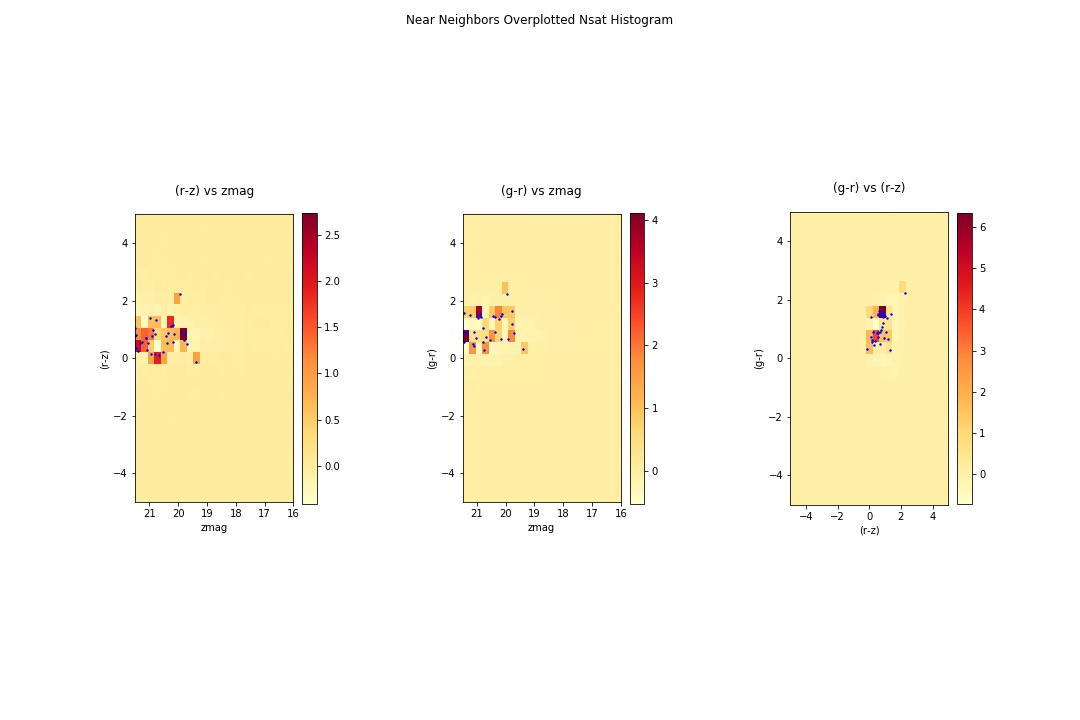 Near Neighbors Overplotted Nsat Histogram
(r-z) vs zmag
(g-r) vs zmag
(g-r) vs (r-z)
4
2
0
−2
−4
(r-z)
21 20 19 18 17 16
zmag
2.5
2.0
1.5
1.0
0.5
0.0
4
2
0
−2
−4
(g-r)
21 20 19 18 17 16
zmag
4
3
2
1
0
4
2
0
−2
−4
(g-r)
−4 −2 0 2 4
(r-z)
6
5
4
3
2
1
0